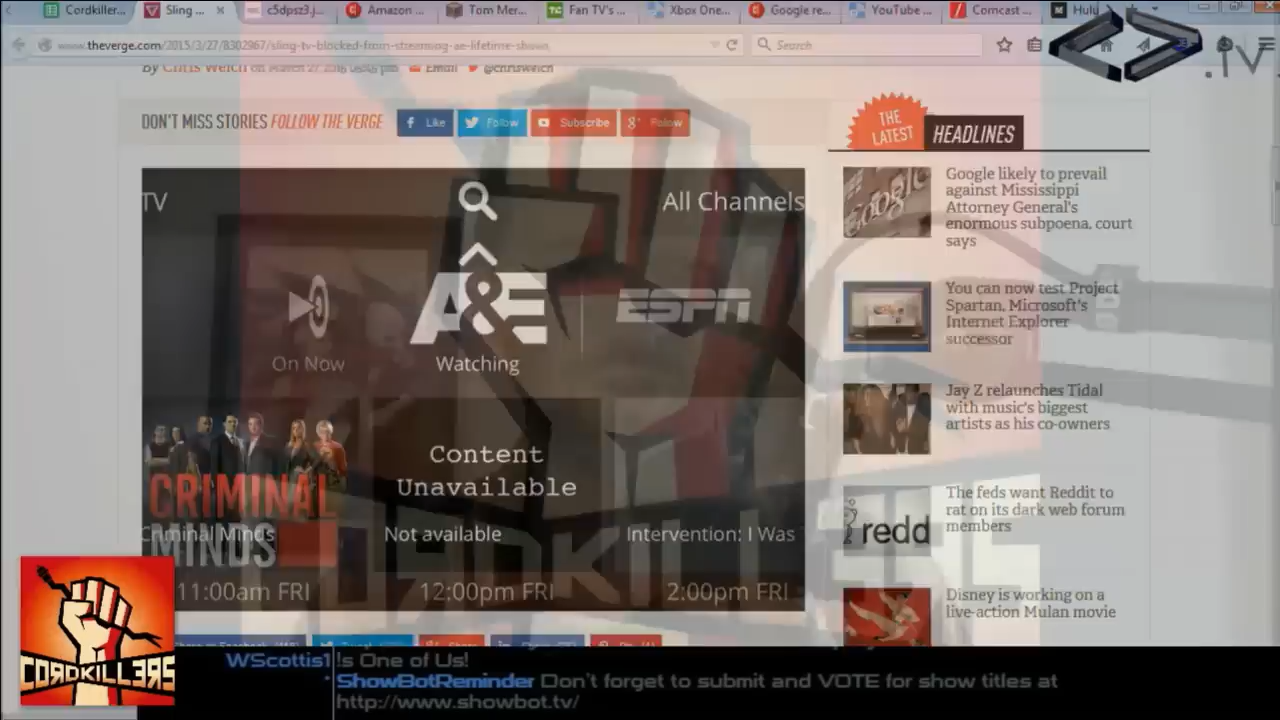 Cordkiller...
Sling ...
c5dpsz3.j...
Amazon ...
Tom Mer...
Fan TV's ...
Xbox One...
Google re...
YouTube ...
Comcast ...
Hulu
www.theverge.com/2015/3/27/8302967/sling-tv-blocked-from-streaming-ae-lifetime-shows
Search
.TV
By Chris Welch on March 27, 2015
Email
@chriswelch
DON'T MISS STORIES FOLLOW THE VERGE
Like
Follow
Subscribe
Follow
THE
LATEST
HEADLINES
TV
All Channels
On Now
A&E
Watching
ESPN
Content
Unavailable
CRIMINAL
MINDS
Criminal Minds
Not available
Intervention: I Was
11:00am FRI
12:00pm FRI
2:00pm FRI
Google
Google likely to prevail
against Mississippi
Attorney General's
enormous subpoena, court
says
You can now test Project
Spartan, Microsoft's
Internet Explorer
successor
Jay Z relaunches Tidal
with music's biggest
artists as his co-owners
redd
The feds want Reddit to
rat on its dark web forum
members
Disney is working on a
live-action Mulan movie
CORDKILLERS
CORDKILLERS
WScottis1 !s One of Us!
ShowBotReminder Don't forget to submit and VOTE for show titles at
http://www.showbot.tv/